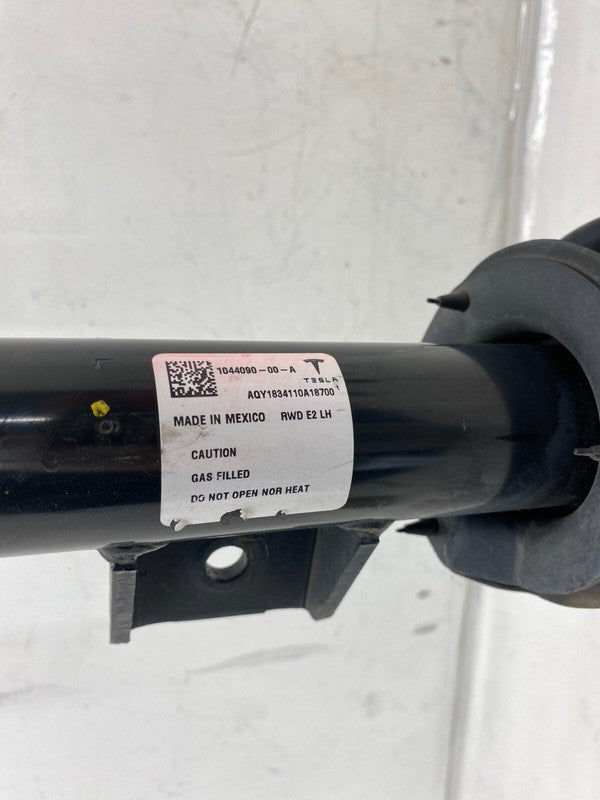 1044090-00-A
TESLA
AQY1834110A18700
MADE IN MEXICO RWD E2 LH
CAUTION
GAS FILLED
DO NOT OPEN NOR HEAT